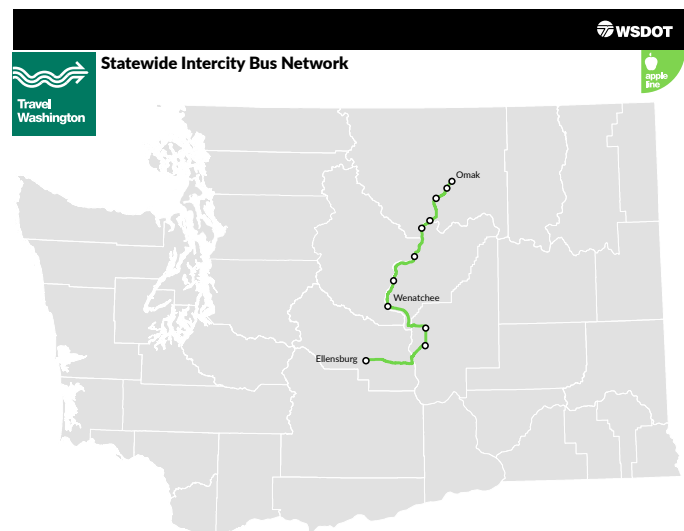 WSDOT
Statewide Intercity Bus Network
Travel
Washington
apple
line
Omak
Wenatchee
Ellensburg